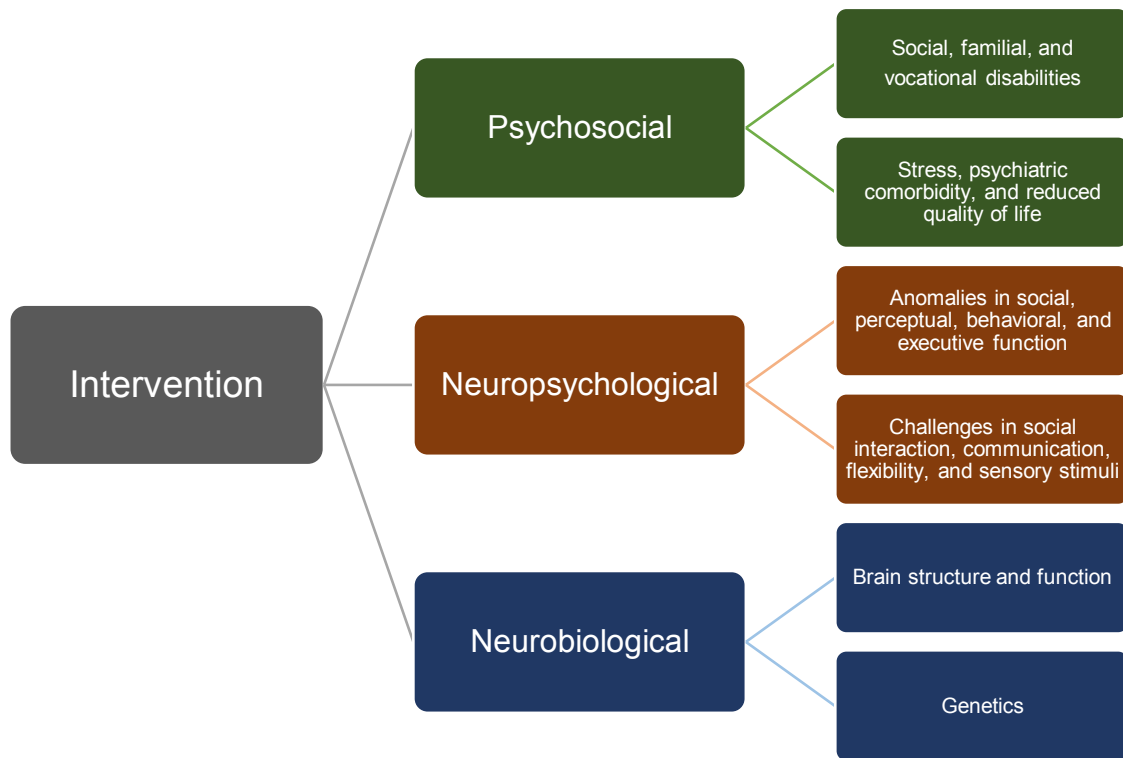 Social, familial, and
vocational disabilities
Psychosocial
Stress, psychiatric
comorbidity, and reduced
quality of life
Anomalies in social,
perceptual, behavioral, and
executive function
Intervention
Neuropsychological
Challenges in social
interaction, communication,
flexibility, and sensory stimuli
Brain structure and function
Neurobiological
Genetics